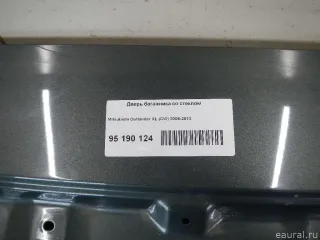 Дверь багажника со стеклом
Mitsubishi Outlander XL (CW) 2006-2012
95 190 124
eaural.ru